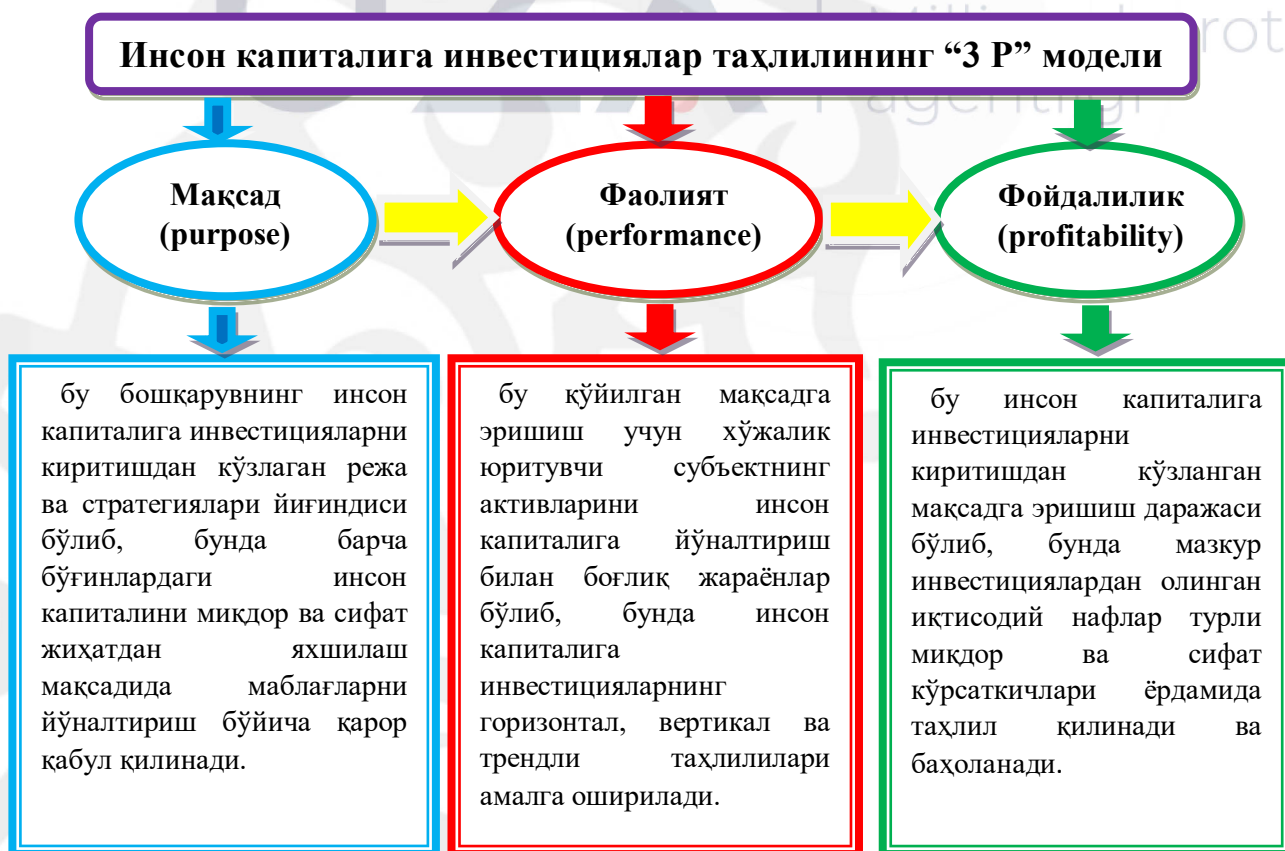 Инсон капиталига инвестициялар таҳлилининг “3 P” модели
Мақсад
(purpose)
Фаолият
(performance)
Фойдалилик
(profitability)
бу бошқарувнинг инсон
капиталига инвестицияларни
киритишдан кўзлаган режа
ва стратегиялари йиғиндиси
бўлиб, бунда барча
бўғинлардаги инсон
капиталини миқдор ва сифат
жиҳатдан яхшилаш
мақсадида маблағларни
йўналтириш бўйича қарор
қабул қилинади.
бу қўйилган мақсадга
эришиш учун хўжалик
юритувчи субъектнинг
активларини инсон
капиталига йўналтириш
билан боғлиқ жараёнлар
бўлиб, бунда инсон
капиталига
инвестицияларнинг
горизонтал, вертикал ва
трендли таҳлилилари
амалга оширилади.
бу инсон капиталига
инвестицияларни
киритишдан кўзланган
мақсадга эришиш даражаси
бўлиб, бунда мазкур
инвестициялардан олинган
иқтисодий нафлар турли
миқдор ва сифат
кўрсаткичлари ёрдамида
таҳлил қилинади ва
баҳоланади.